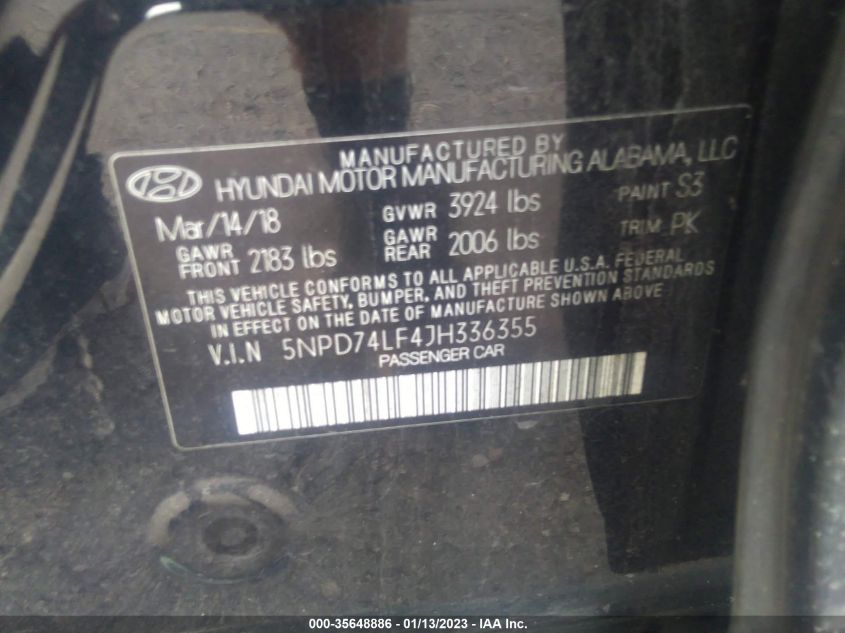 MANUFACTURED BY
HYUNDAI MOTOR MANUFACTURING ALABAMA, LLC
Mar/14/18 GVWR 3924 lbs PAINT S3
GAWR FRONT 2183 lbs GAWR REAR 2006 lbs TRIM PK
THIS VEHICLE CONFORMS TO ALL APPLICABLE U.S.A. FEDERAL
MOTOR VEHICLE SAFETY, BUMPER, AND THEFT PREVENTION STANDARDS
IN EFFECT ON THE DATE OF MANUFACTURE SHOWN ABOVE
V.I.N 5NPD74LF4JH336355
PASSENGER CAR
000-35648886 - 01/13/2023 - IAA Inc.